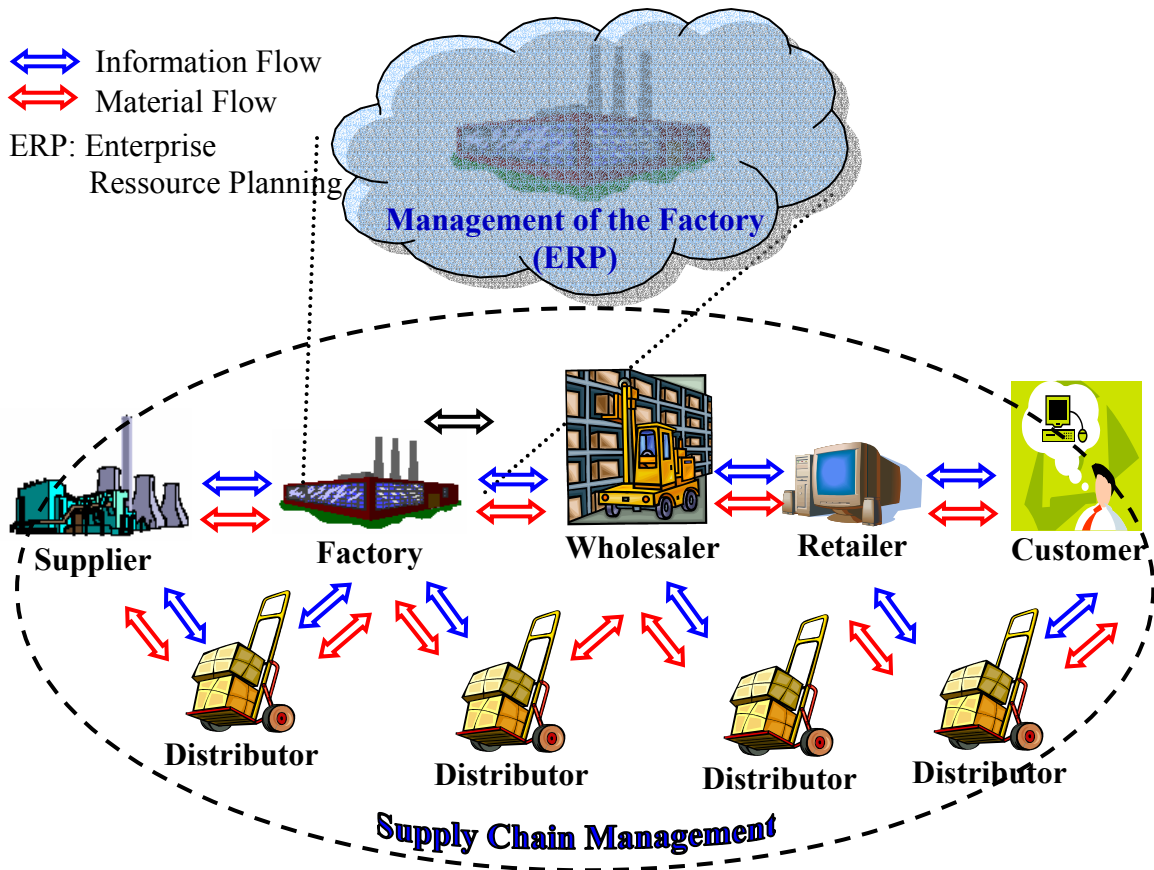 Information Flow
Material Flow
ERP: Enterprise
Ressource Planning
Management of the Factory
(ERP)
Supplier
Factory
Wholesaler
Retailer
Customer
Distributor
Distributor
Distributor
Distributor
Supply Chain Management